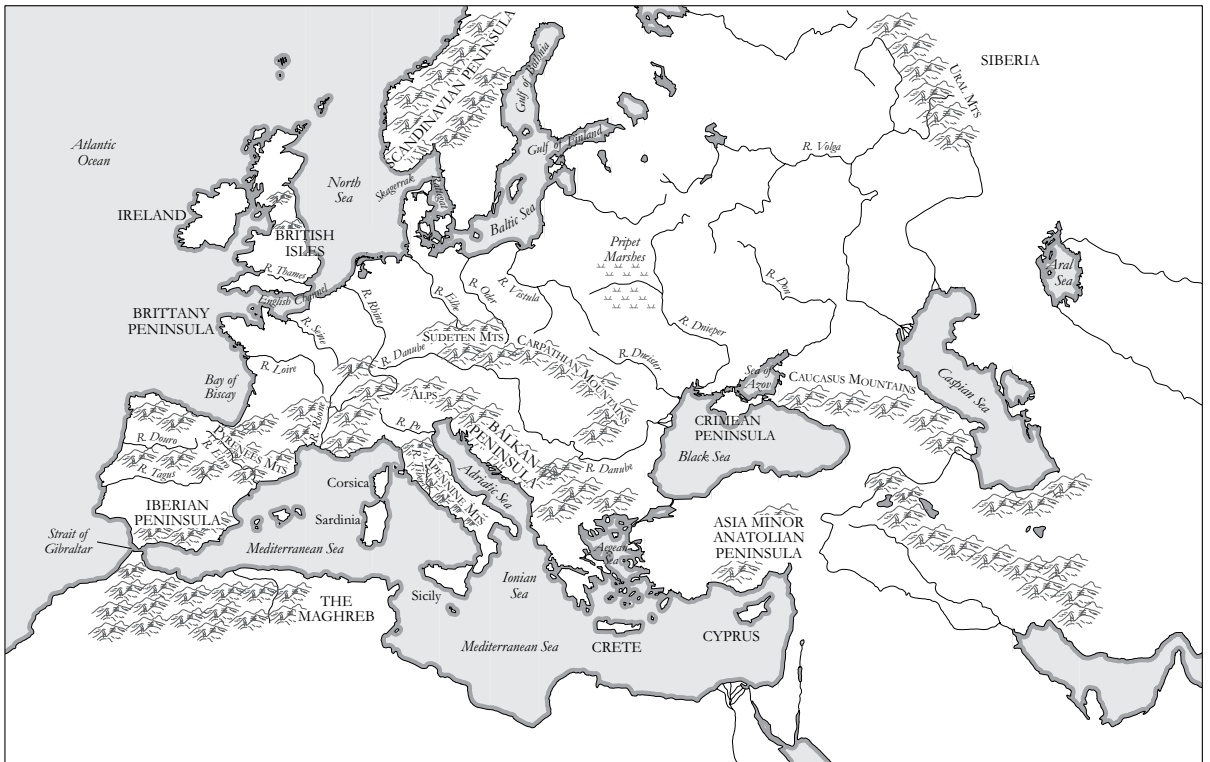 SIBERIA
URAL MTS
SCANDINAVIAN PENINSULA
Gulf of Bothnia
Gulf of Finland
R. Volga
Atlantic
Ocean
North
Sea
Skagerrak
Kattegat
Baltic Sea
IRELAND
BRITISH
ISLES
R. Thames
English Channel
Pripet
Marshes
R. Don
Aral
Sea
BRITTANY
PENINSULA
R. Seine
R. Rhine
R. Elbe
R. Oder
R. Vistula
R. Dnieper
SUDETEN MTS
CARPATHIAN MOUNTAINS
R. Dniester
R. Danube
R. Loire
Bay of
Biscay
Sea of
Azov
CAUCASUS MOUNTAINS
Caspian Sea
ALPS
R. Rhone
R. Po
BALKAN
PENINSULA
CRIMEAN
PENINSULA
Black Sea
R. Danube
R. Douro
R. Ebro
PYRENEES MTS
R. Tagus
APENNINE MTS
Adriatic Sea
Corsica
Sardinia
IBERIAN
PENINSULA
Strait of
Gibraltar
Mediterranean Sea
Aegean
Sea
ASIA MINOR
ANATOLIAN
PENINSULA
Ionian
Sea
Sicily
THE
MAGHREB
Mediterranean Sea
CRETE
CYPRUS